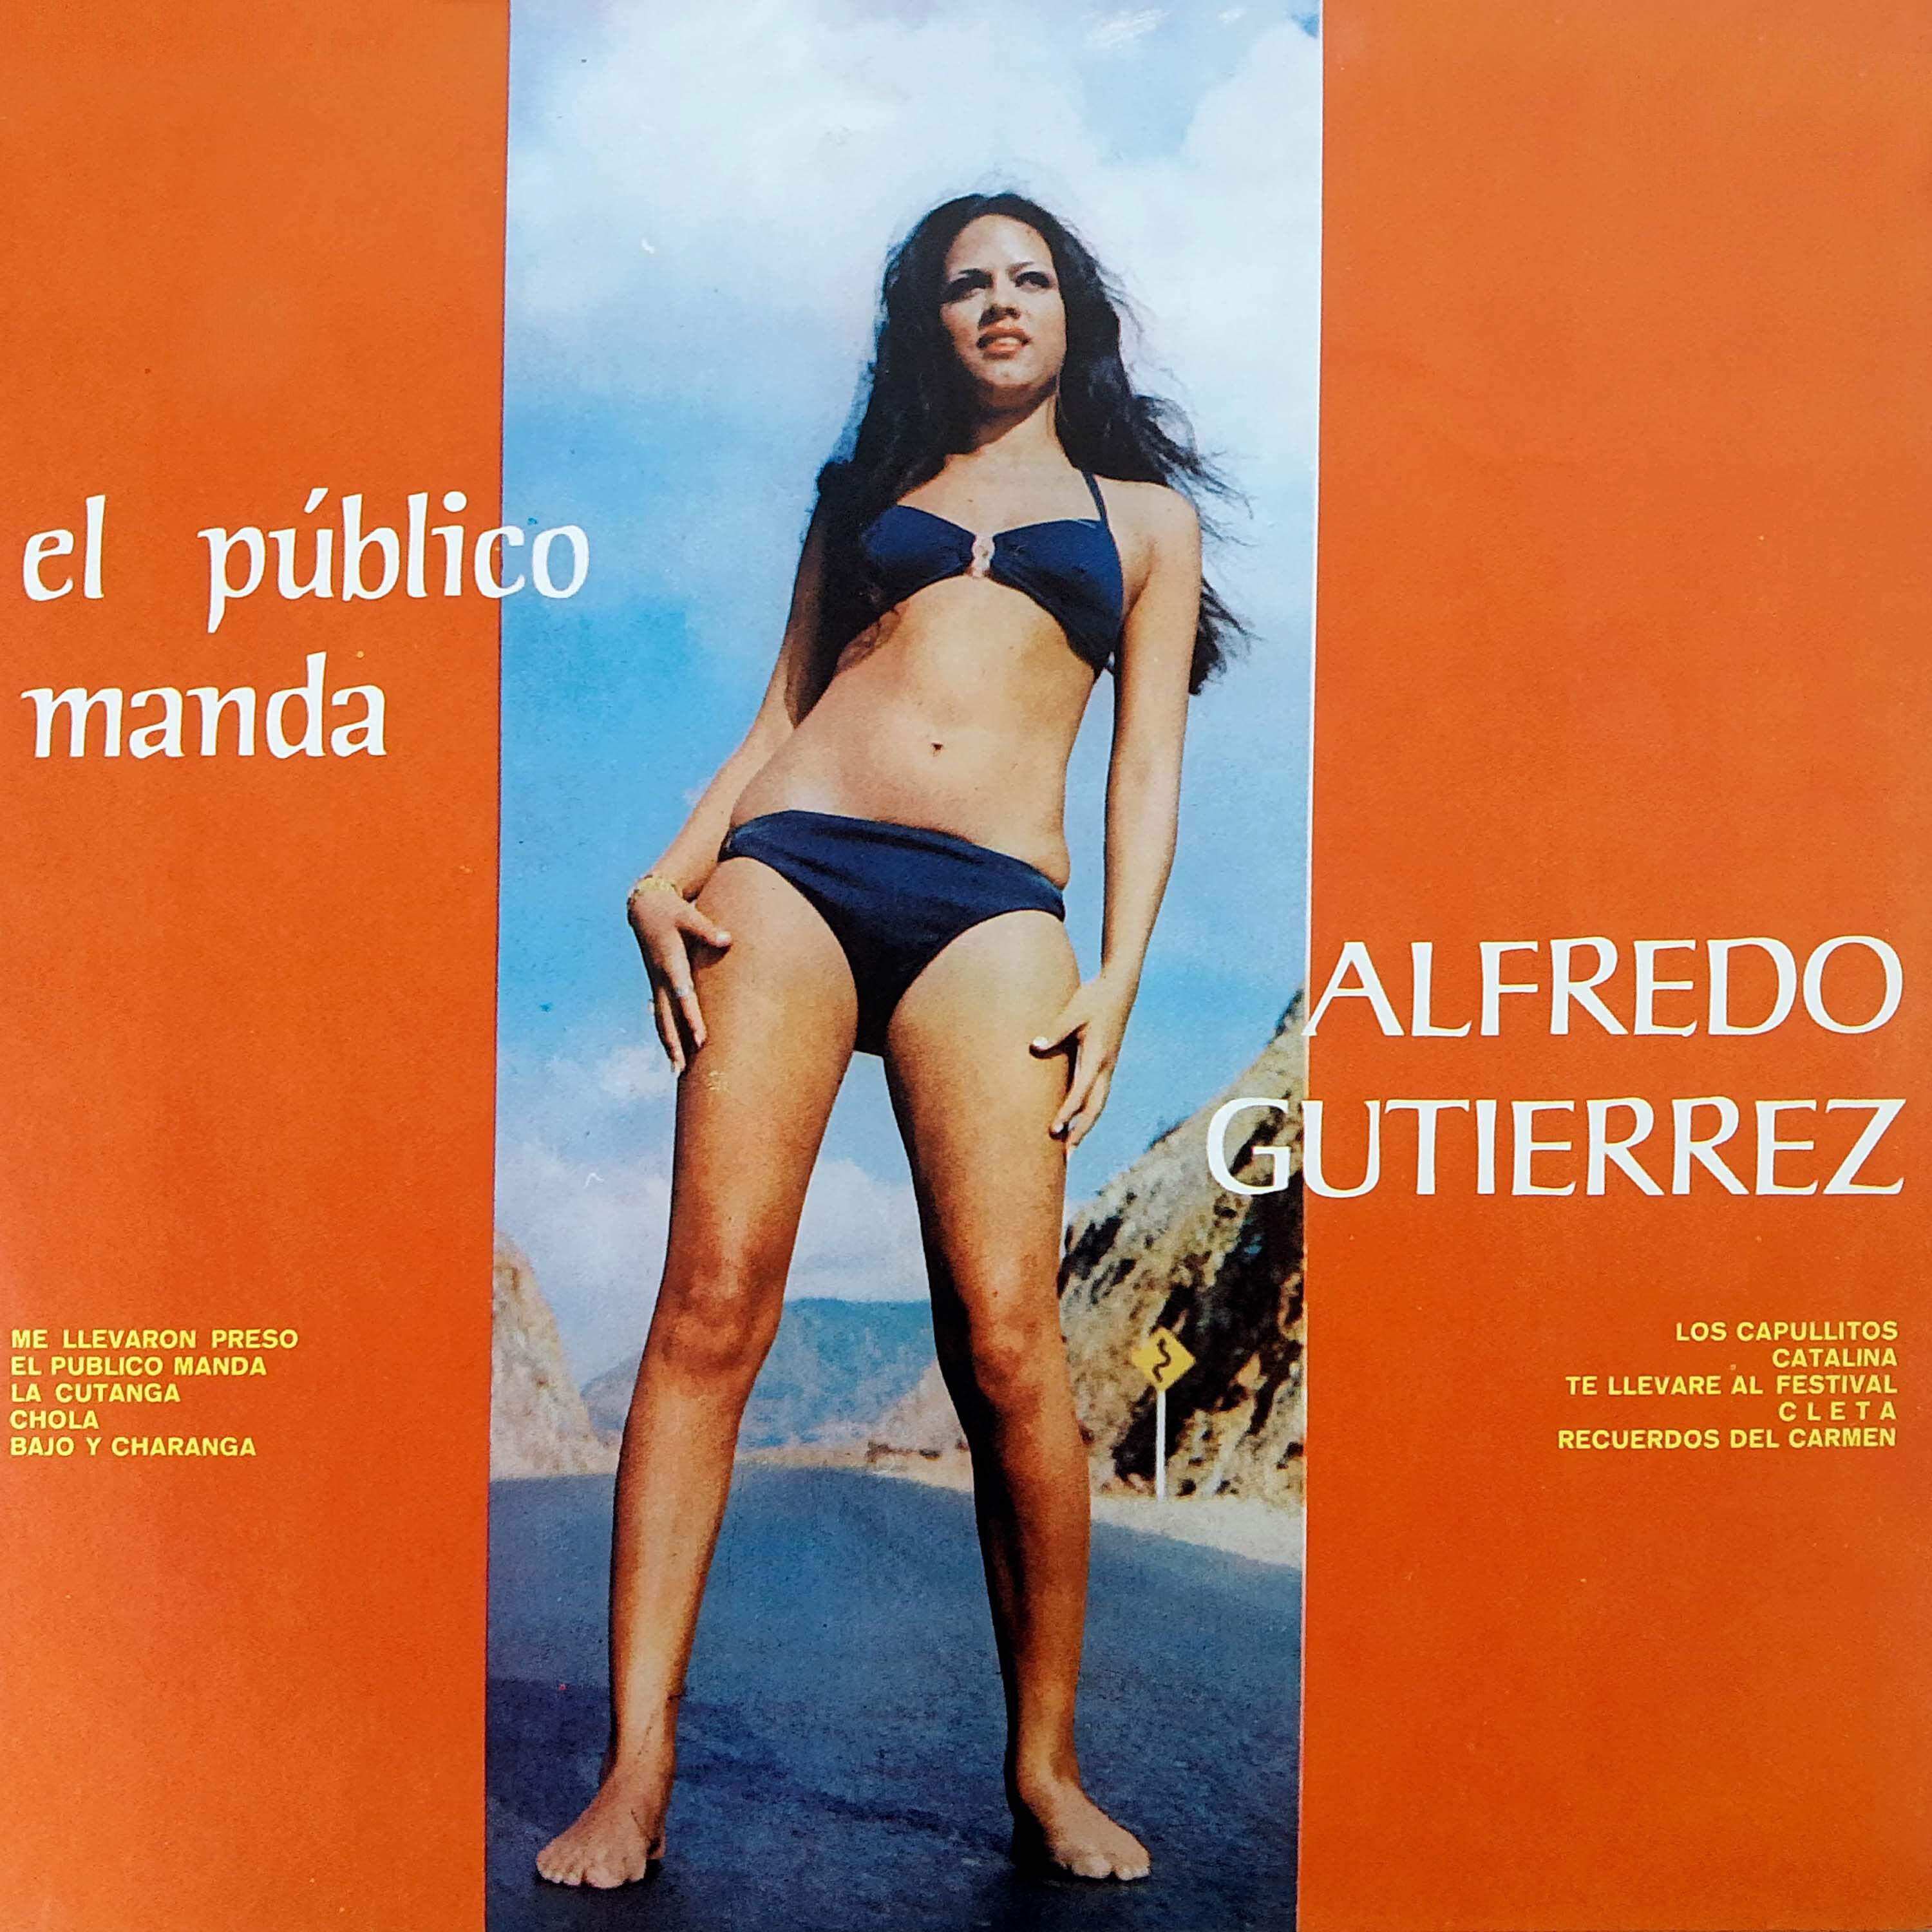 el público
manda
ALFREDO
GUTIERREZ
ME LLEVARON PRESO
EL PUBLICO MANDA
LA CUTANGA
CHOLA
BAJO Y CHARANGA
LOS CAPULLITOS
CATALINA
TE LLEVARE AL FESTIVAL
CLETA
RECUERDOS DEL CARMEN